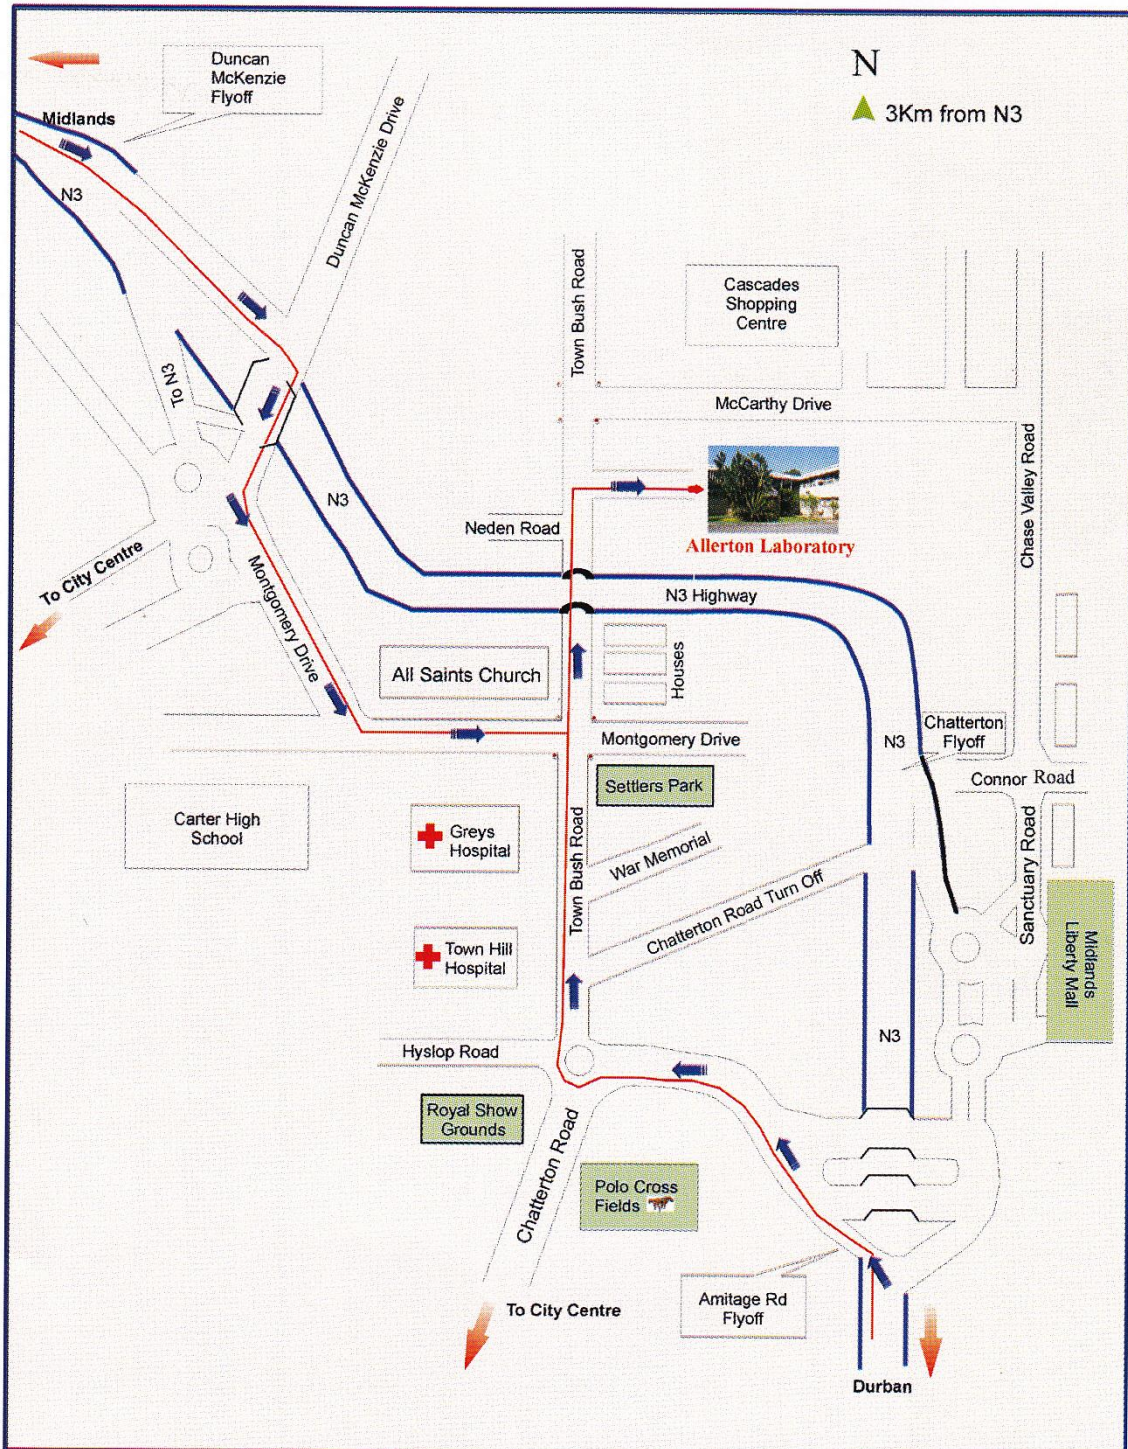 Duncan
McKenzie
Flyoff
N
3Km from N3
Midlands
N3
Duncan McKenzie Drive
Town Bush Road
Cascades
Shopping
Centre
To N3
McCarthy Drive
Chase Valley Road
N3
Neden Road
Allerton Laboratory
To City Centre
Montgomery Drive
N3 Highway
All Saints Church
Houses
Montgomery Drive
N3
Chatterton
Flyoff
Connor Road
Settlers Park
Carter High
School
Greys
Hospital
Town Bush Road
War Memorial
Sanctuary Road
Chatterton Road Turn Off
Town Hill
Hospital
Midlands
Liberty Mall
N3
Hyslop Road
Royal Show
Grounds
Chatterton Road
Polo Cross
Fields
To City Centre
Amitage Rd
Flyoff
Durban